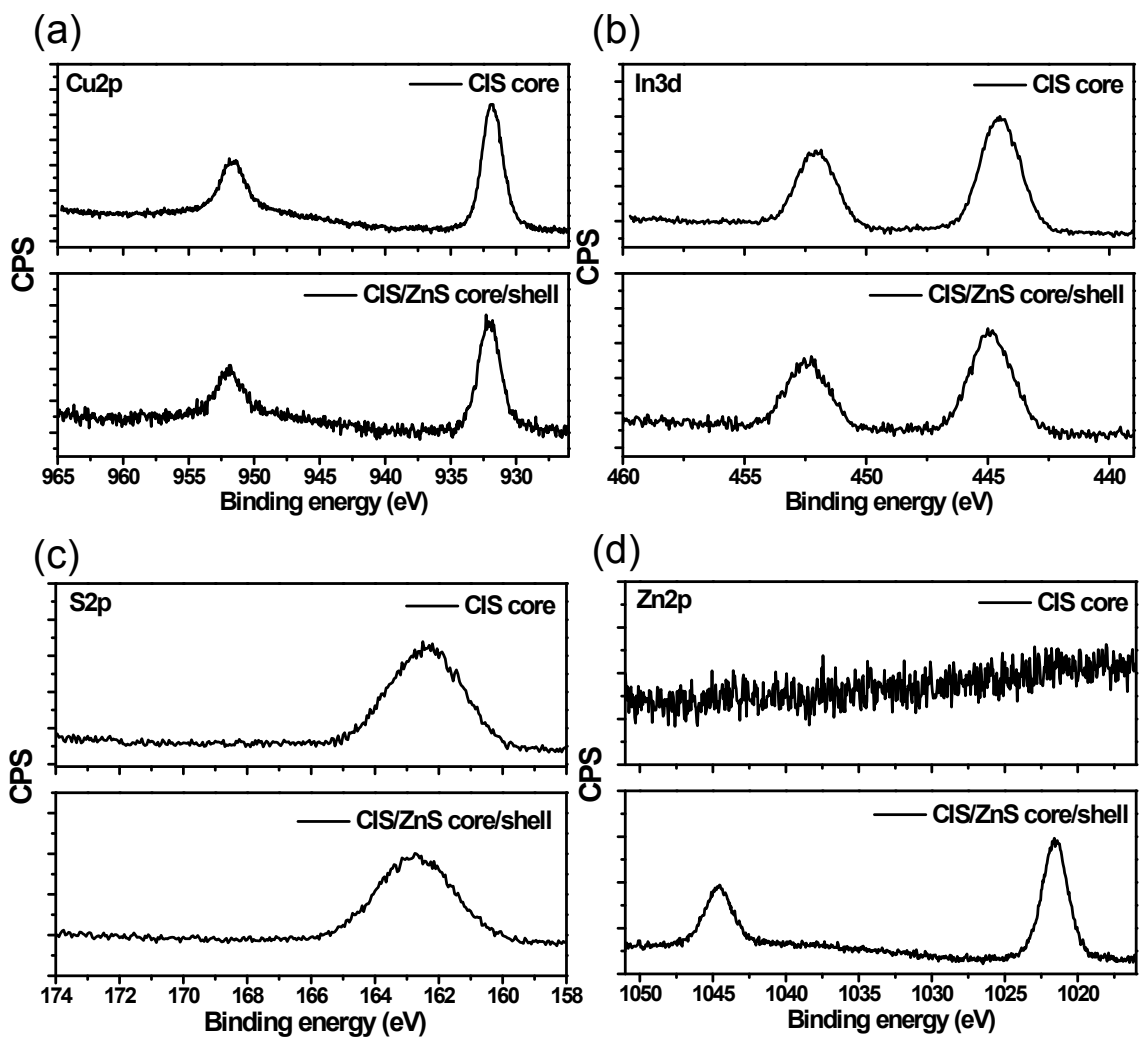 (a)
Cu2p
CIS core
CIS/ZnS core/shell
CPS
965 960 955 950 945 940 935 930
Binding energy (eV)
(b)
In3d
CIS core
CIS/ZnS core/shell
CPS
460 455 450 445 440
Binding energy (eV)
(c)
S2p
CIS core
CIS/ZnS core/shell
CPS
174 172 170 168 166 164 162 160 158
Binding energy (eV)
(d)
Zn2p
CIS core
CIS/ZnS core/shell
CPS
1050 1045 1040 1035 1030 1025 1020
Binding energy (eV)